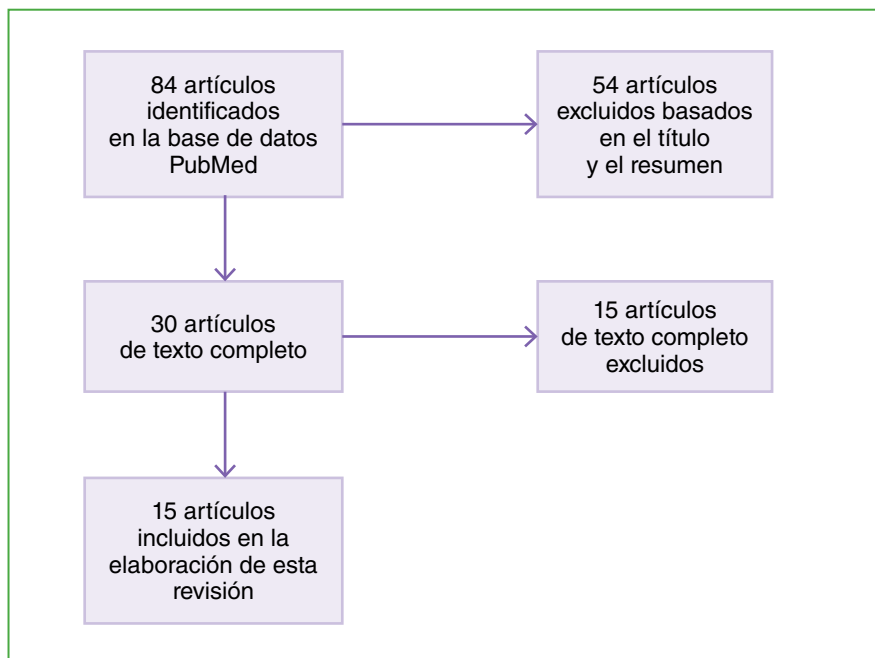 84 artículos
identificados
en la base de datos
PubMed
54 artículos
excluidos basados
en el título
y el resumen
30 artículos
de texto completo
15 artículos
de texto completo
excluidos
15 artículos
incluidos en la
elaboración de esta
revisión